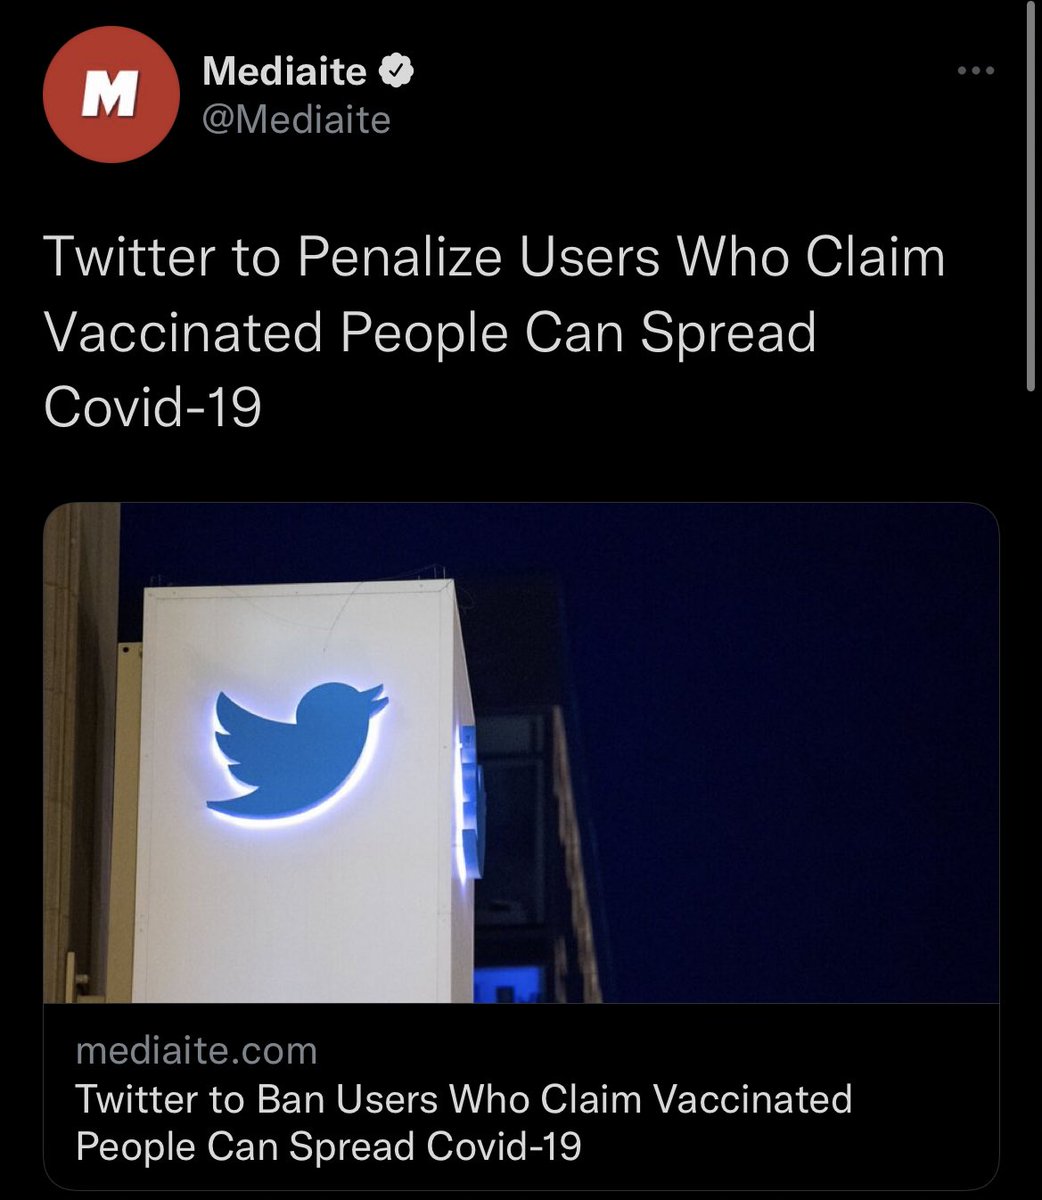 M
Mediaite
@Mediaite
Twitter to Penalize Users Who Claim
Vaccinated People Can Spread
Covid-19
mediaite.com
Twitter to Ban Users Who Claim Vaccinated
People Can Spread Covid-19